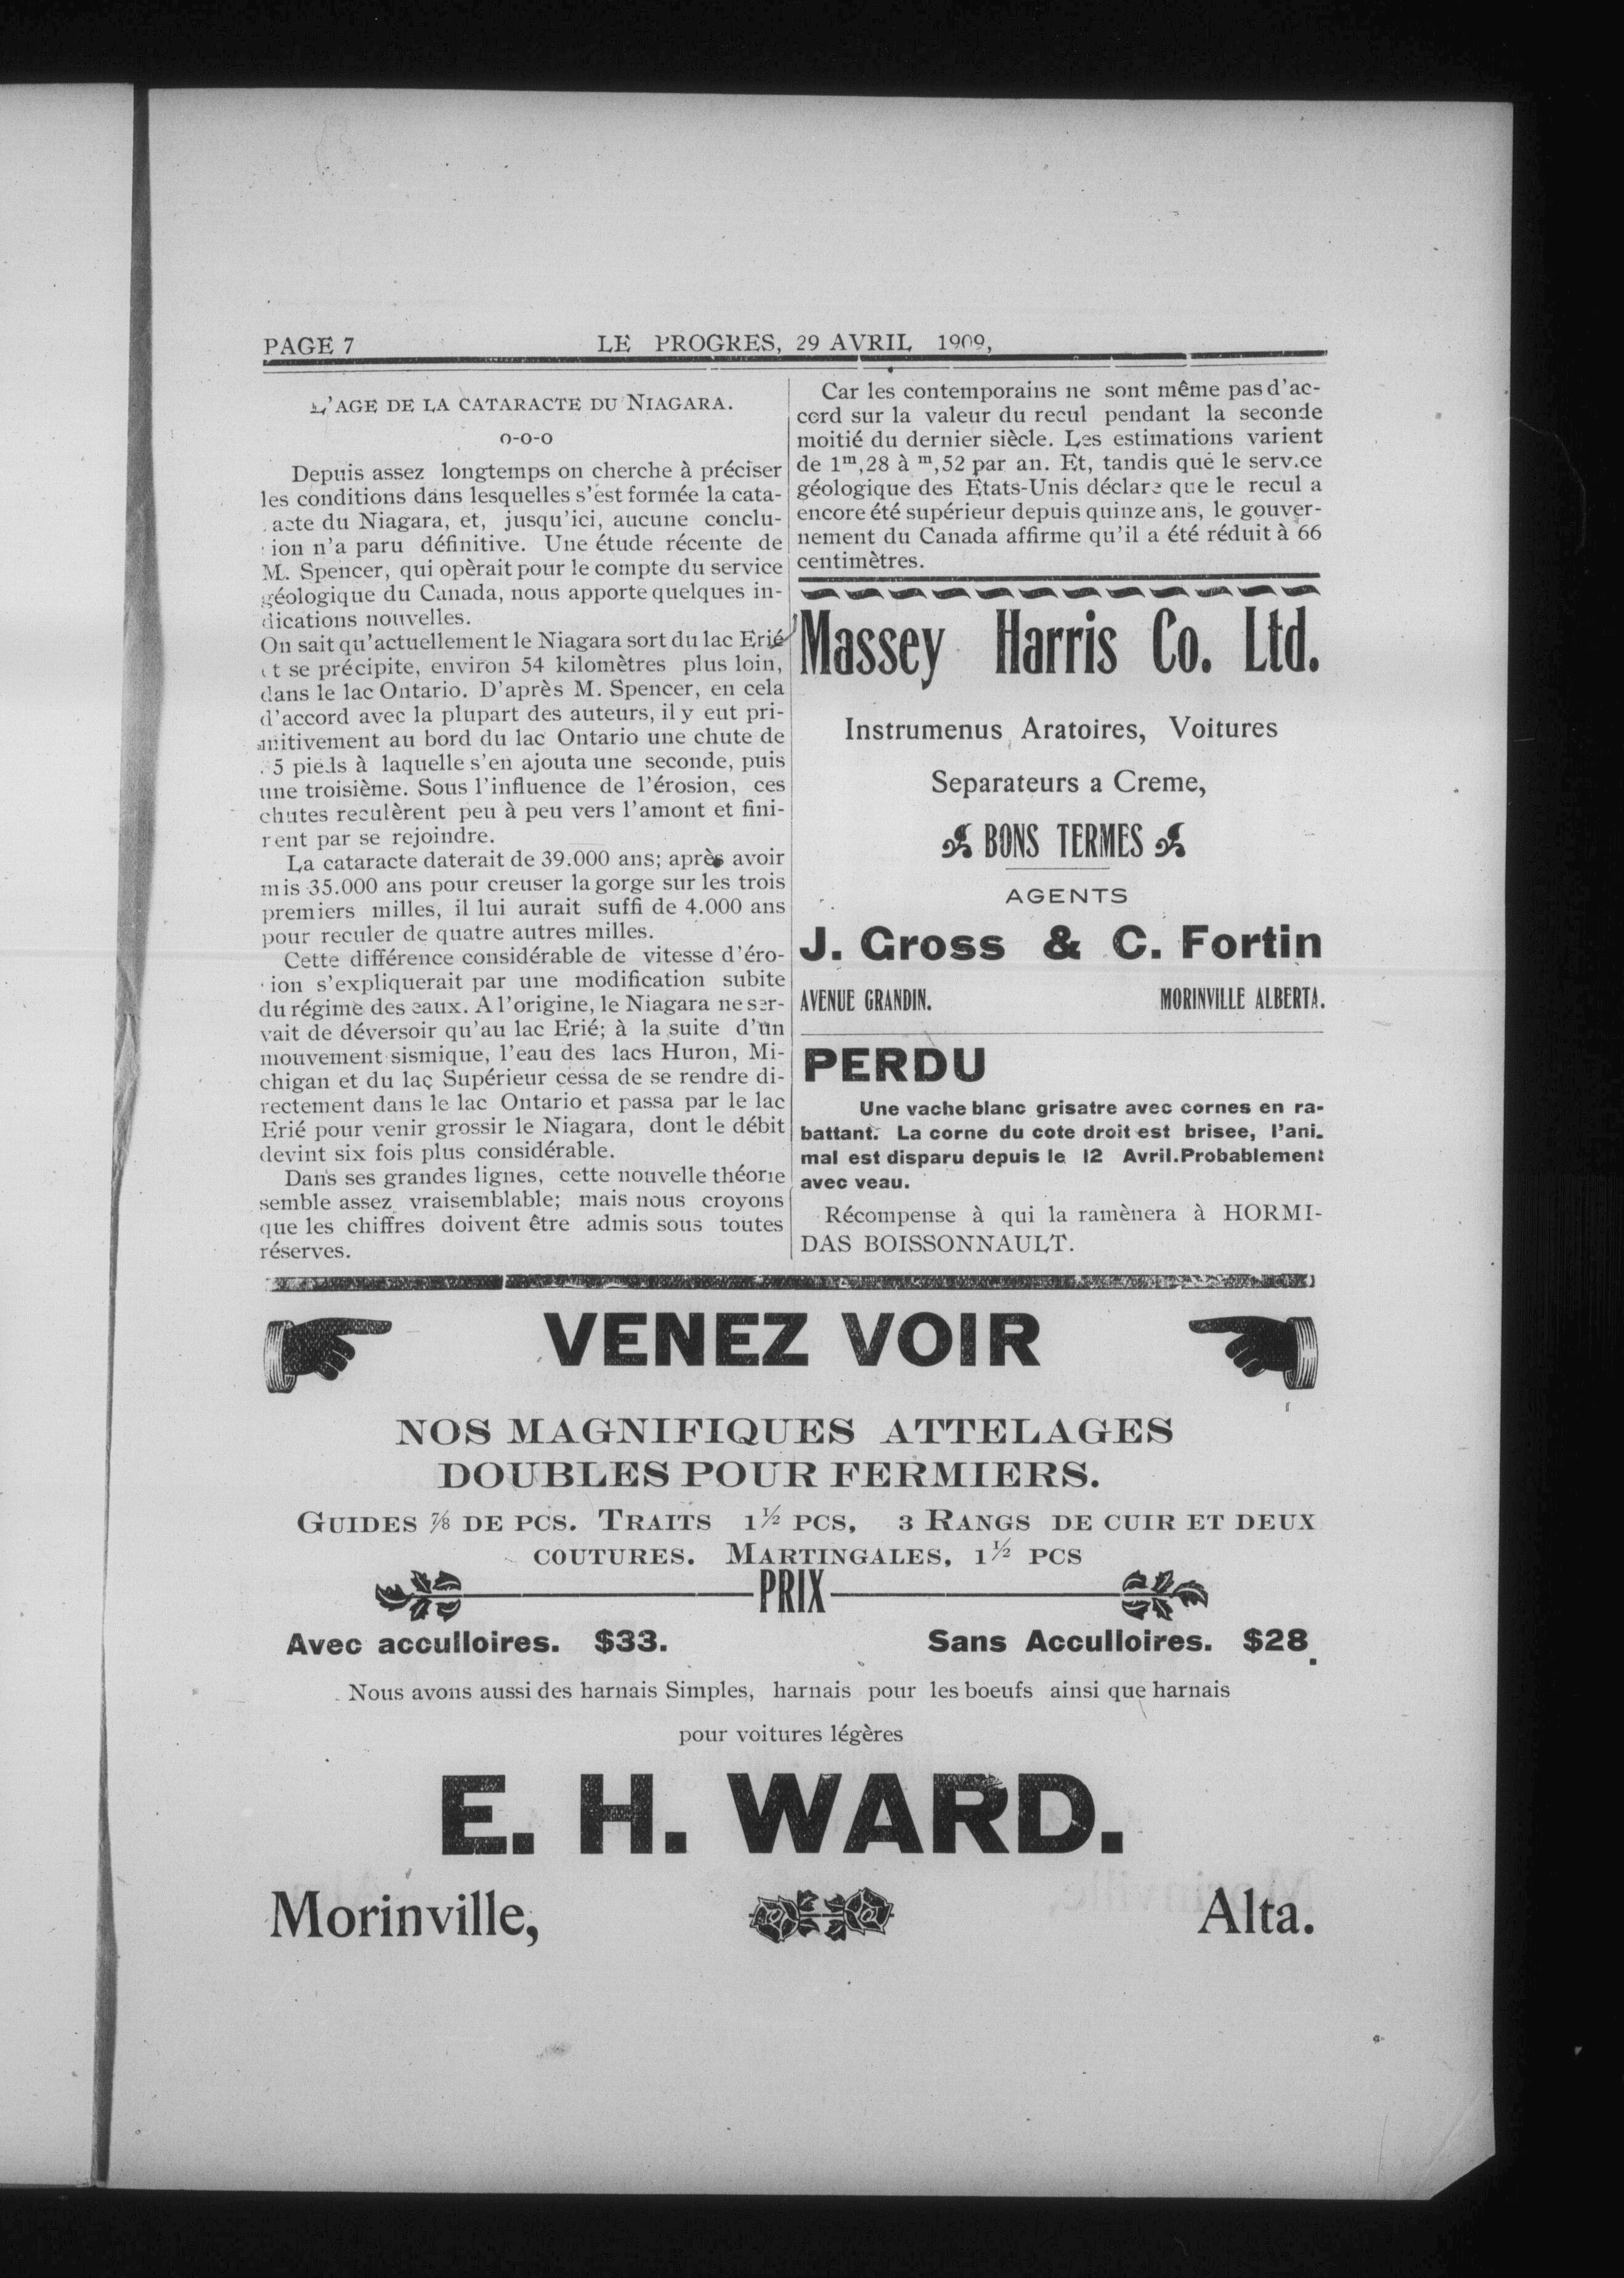 PAGE 7 LE PROGRES, 29 AVRIL 1909,
L'AGE DE LA CATARACTE DU NIAGARA.
o-o-o
Depuis assez longtemps on cherche à préciser
les conditions dans lesquelles s'est formée la cata-
acte du Niagara, et, jusqu'ici, aucune conclu-
ion n'a paru définitive. Une étude récente de
M. Spencer, qui opèrait pour le compte du service
géologique du Canada, nous apporte quelques in-
dications nouvelles.
On sait qu'actuellement le Niagara sort du lac Erié
et se précipite, environ 54 kilomètres plus loin,
dans le lac Ontario. D'après M. Spencer, en cela
d'accord avec la plupart des auteurs, il y eut pri-
mitivement au bord du lac Ontario une chute de
5 pieds à laquelle s'en ajouta une seconde, puis
une troisième. Sous l'influence de l'érosion, ces
chutes reculèrent peu à peu vers l'amont et fini-
rent par se rejoindre.
La cataracte daterait de 39.000 ans; après avoir
mis 35.000 ans pour creuser la gorge sur les trois
premiers milles, il lui aurait suffi de 4.000 ans
pour reculer de quatre autres milles.
Cette différence considérable de vitesse d'éro-
ion s'expliquerait par une modification subite
du régime des eaux. A l'origine, le Niagara ne ser-
vait de déversoir qu'au lac Erié; à la suite d'un
mouvement sismique, l'eau des lacs Huron, Mi-
chigan et du laç Supérieur cessa de se rendre di-
rectement dans le lac Ontario et passa par le lac
Erié pour venir grossir le Niagara, dont le débit
devint six fois plus considérable.
Dans ses grandes lignes, cette nouvelle théorie
semble assez vraisemblable; mais nous croyons
que les chiffres doivent être admis sous toutes
réserves.
Car les contemporains ne sont même pas d'ac-
cord sur la valeur du recul pendant la seconde
moitié du dernier siècle. Les estimations varient
de 1m,28 à m,52 par an. Et, tandis que le service
géologique des Etats-Unis déclare que le recul a
encore été supérieur depuis quinze ans, le gouver-
nement du Canada affirme qu'il a été réduit à 66
centimètres.
Massey Harris Co. Ltd.
Instrumenus Aratoires, Voitures
Separateurs a Creme,
BONS TERMES
AGENTS
J. Gross & C. Fortin
AVENUE GRANDIN. MORINVILLE ALBERTA.
PERDU
Une vache blanc grisatre avec cornes en ra-
battant. La corne du cote droit est brisee, l'ani.
mal est disparu depuis le 12 Avril.Probablement
avec veau.
Récompense à qui la ramènera à HORMI-
DAS BOISSONNAULT.
VENEZ VOIR
NOS MAGNIFIQUES ATTELAGES
DOUBLES POUR FERMIERS.
GUIDES ⅞ DE PCS. TRAITS 1½ PCS, 3 RANGS DE CUIR ET DEUX
COUTURES. MARTINGALES, 1½ PCS
PRIX
Avec acculloires. $33. Sans Acculloires. $28.
Nous avons aussi des harnais Simples, harnais pour les boeufs ainsi que harnais
pour voitures légères
E. H. WARD.
Morinville, Alta.